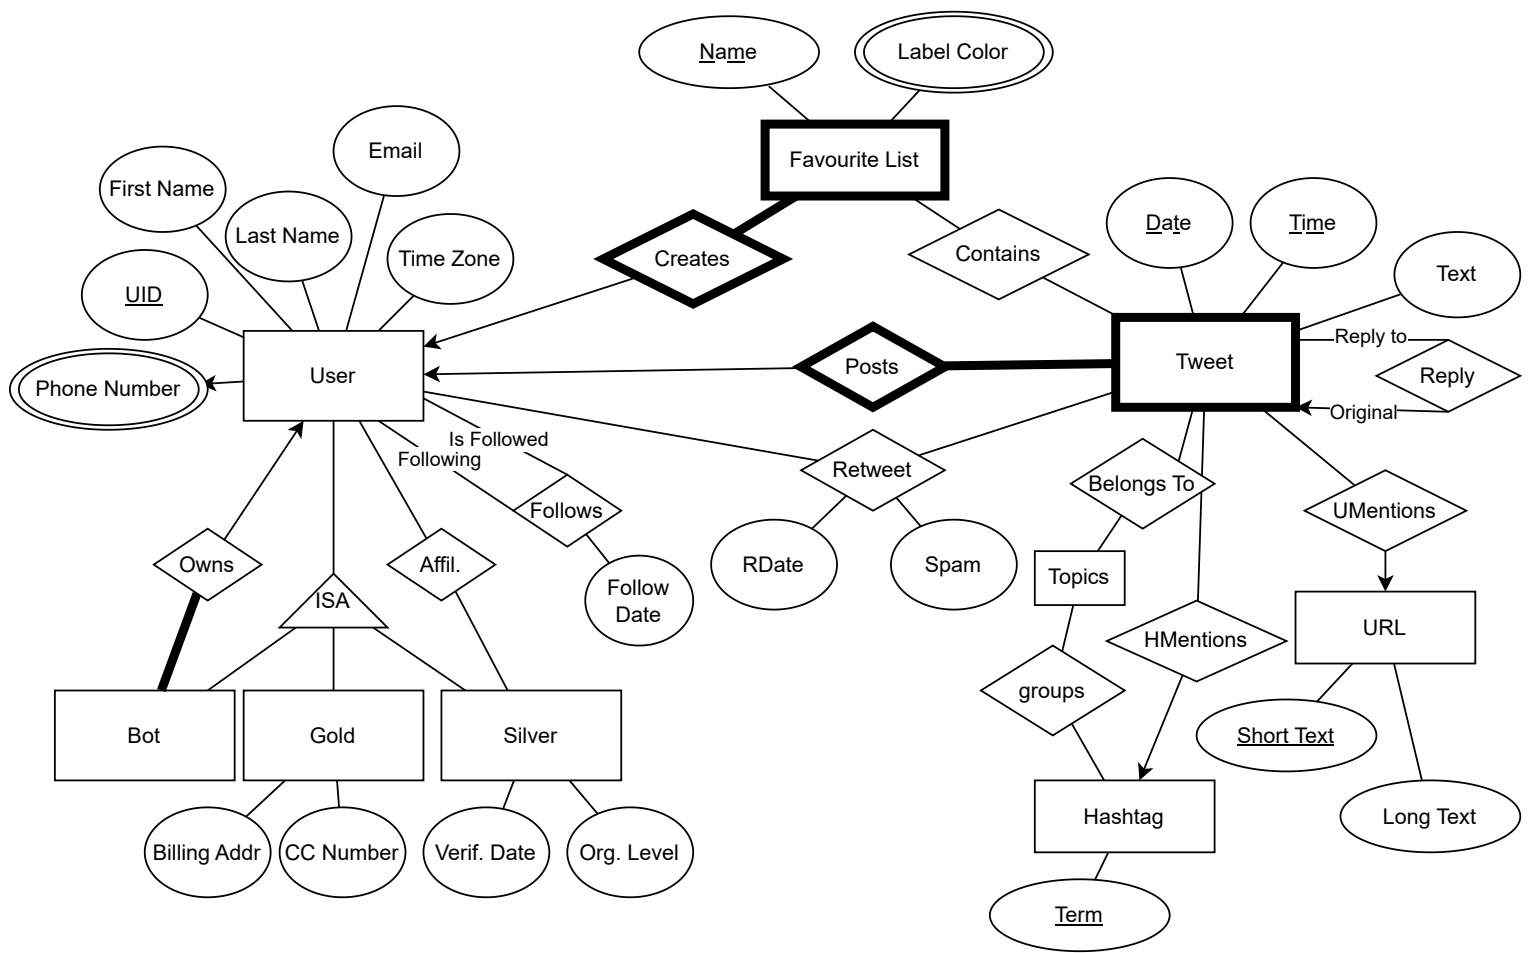 Name
Label Color
Email
Favourite List
First Name
Last Name
Date
Time
Time Zone
Creates
Contains
Text
UID
Reply to
Posts
Tweet
User
Phone Number
Reply
Original
Is Followed
Following
Retweet
Belongs To
Follows
UMentions
Owns
Affil.
RDate
Spam
Topics
ISA
Follow
Date
URL
HMentions
groups
Bot
Gold
Silver
Short Text
Hashtag
Long Text
Billing Addr
CC Number
Verif. Date
Org. Level
Term